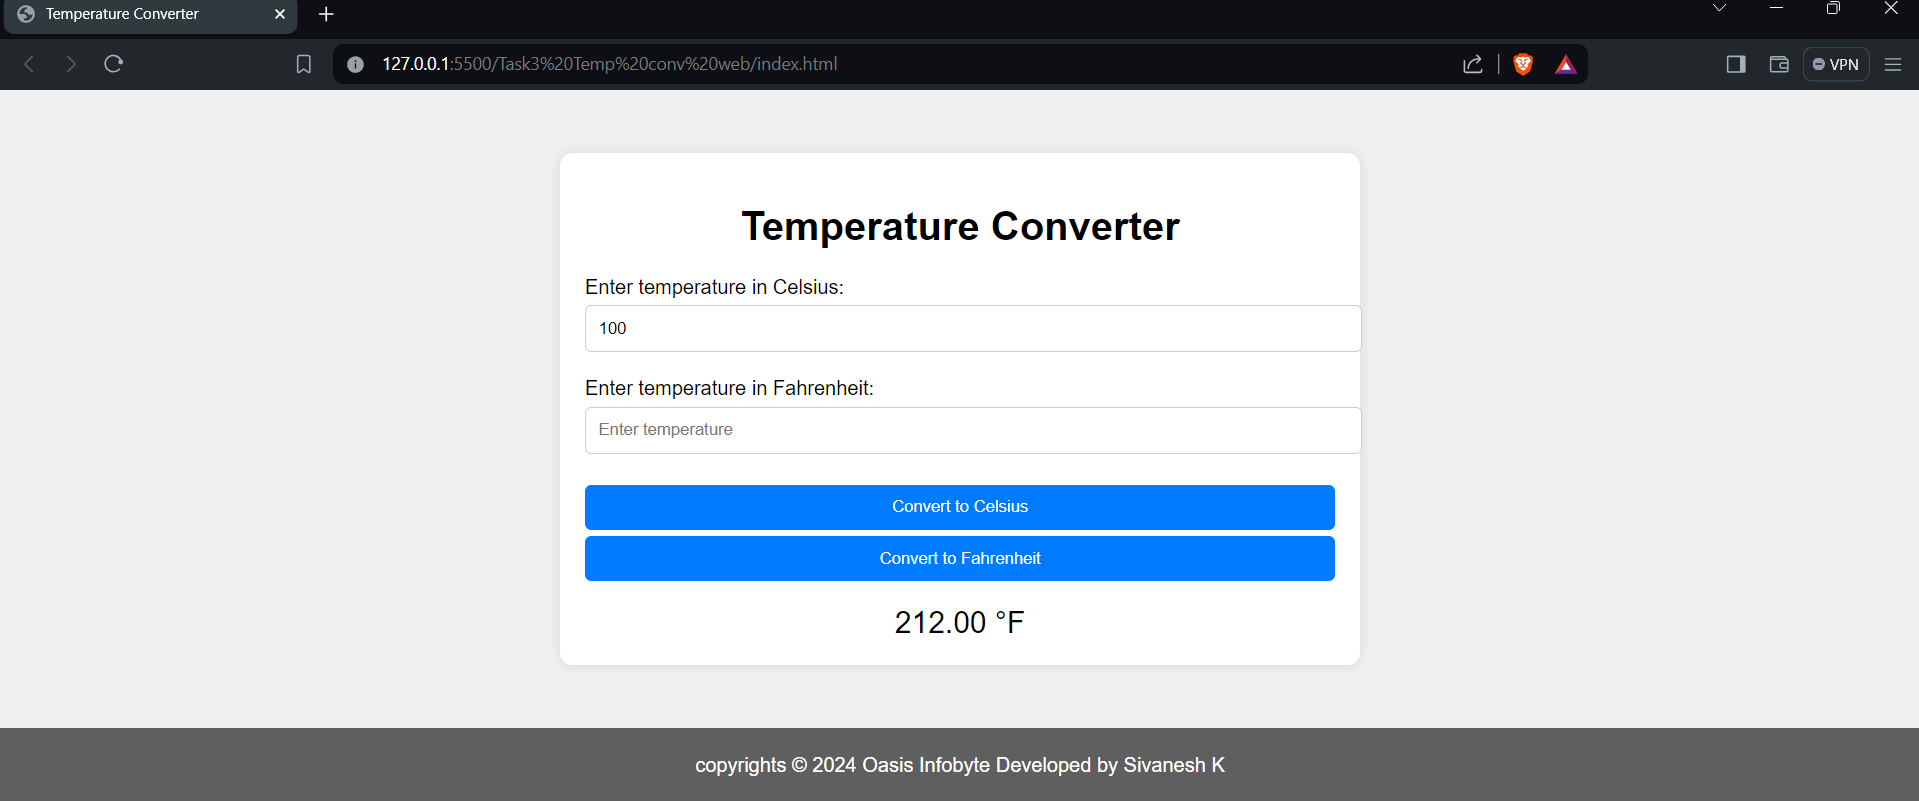 Temperature Converter
127.0.0.1:5500/Task3%20Temp%20conv%20web/index.html
VPN
Temperature Converter
Enter temperature in Celsius:
100
Enter temperature in Fahrenheit:
Enter temperature
Convert to Celsius
Convert to Fahrenheit
212.00 °F
copyrights © 2024 Oasis Infobyte Developed by Sivanesh K